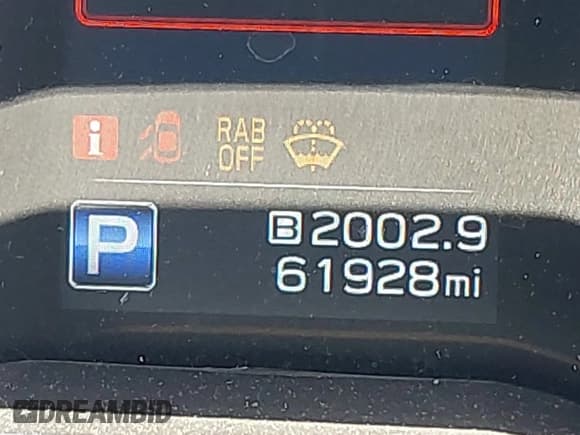 i RAB
OFF
P B 2002.9
61928mi
DREAMBID